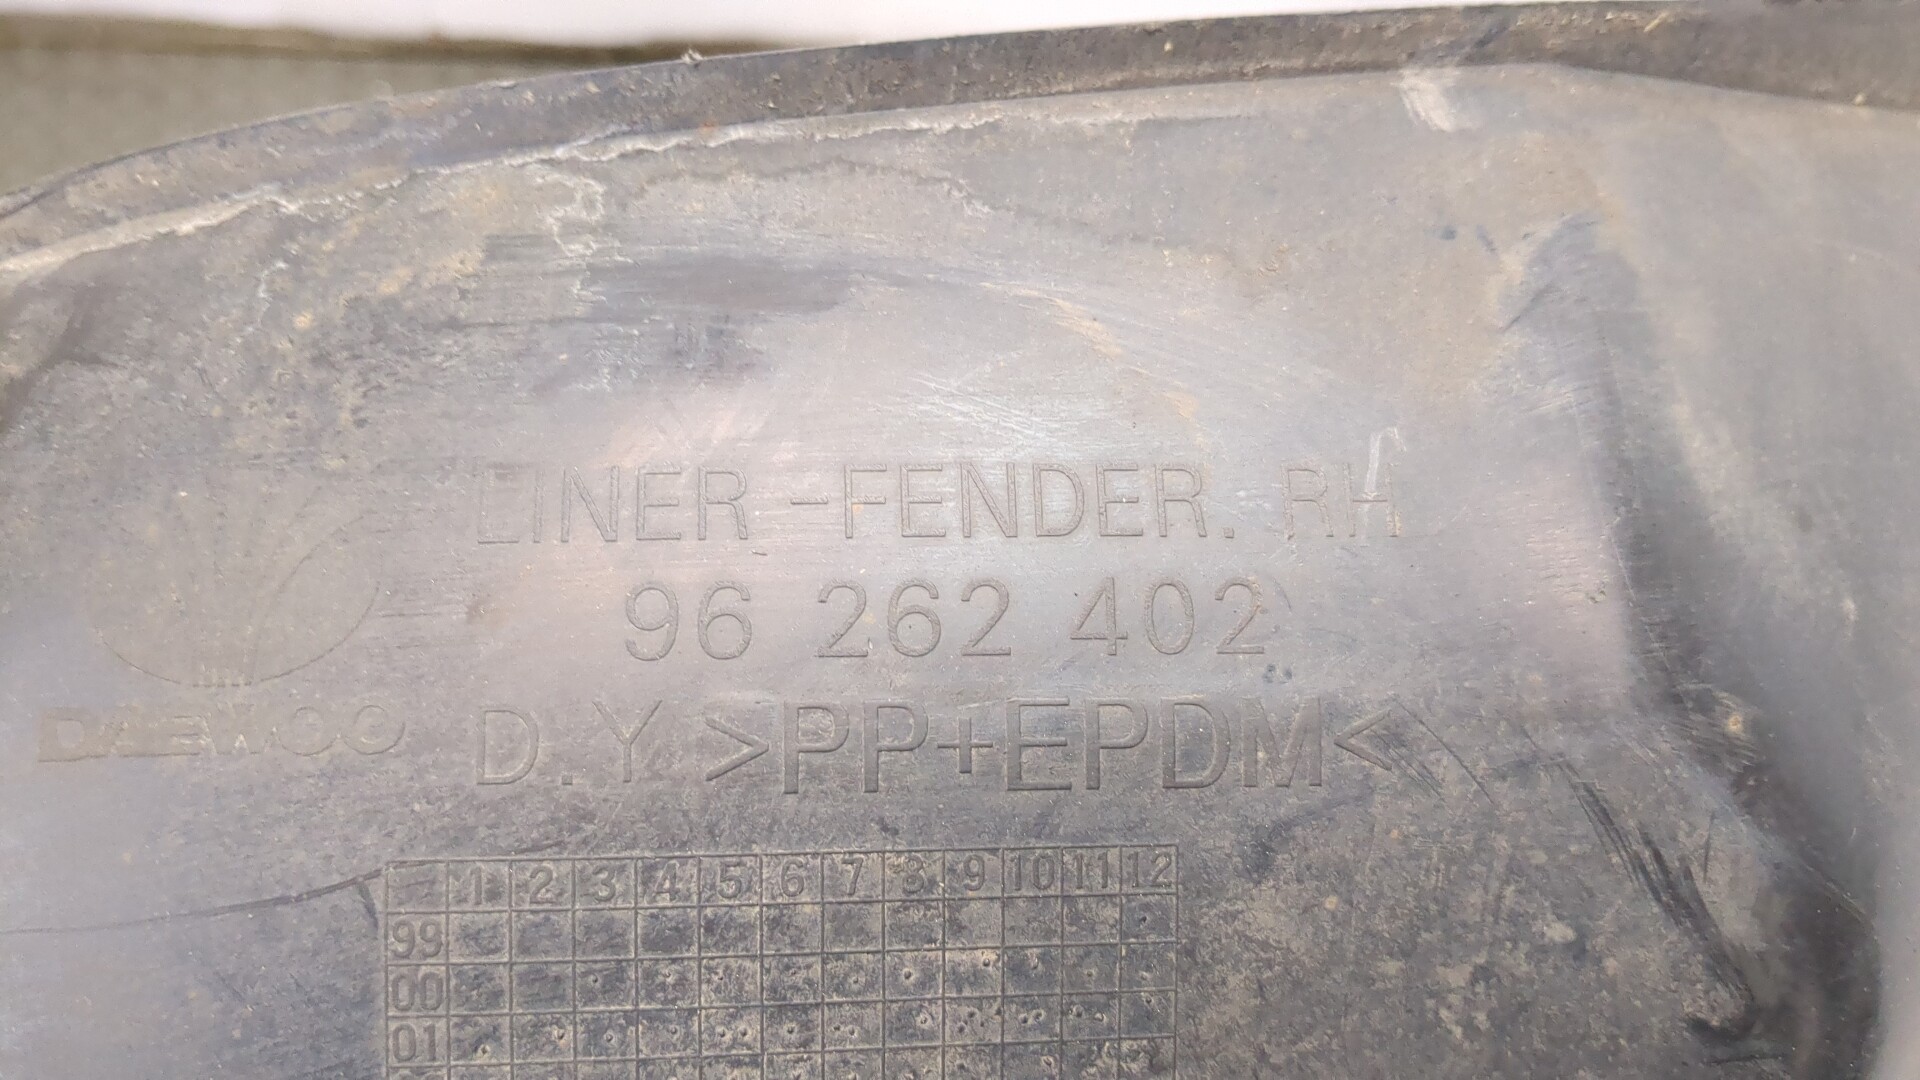 LINER -FENDER. RH
96 262 402
DAEWOO
D.Y >PP+EPDM<
1 2 3 4 5 6 7 8 9 10 11 12
99
00
01